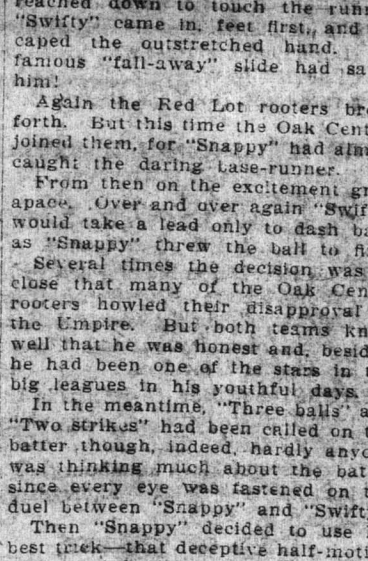 reached down to touch the runn
"Swifty" came in, feet first, and
caped the outstretched hand.
famous "fall-away" slide had sa
him!
Again the Red Lot rooters bro
forth. But this time the Oak Cent
joined them, for "Snappy" had alm
caught the daring base-runner.
From then on the excitement gr
apace. Over and over again "Swif
would take a lead only to dash ba
as "Snappy" threw the ball to fi
Several times the decision was
close that many of the Oak Cen
rooters howled their disapproval
the Umpire. But both teams kn
well that he was honest and, besid
he had been one of the stars in t
big leagues in his youthful days.
In the meantime, "Three balls" a
"Two strikes" had been called on t
batter though, indeed, hardly anyo
was thinking much about the bat
since every eye was fastened on t
duel between "Snappy" and "Swift
Then "Snappy" decided to use
best trick—that deceptive half-moti